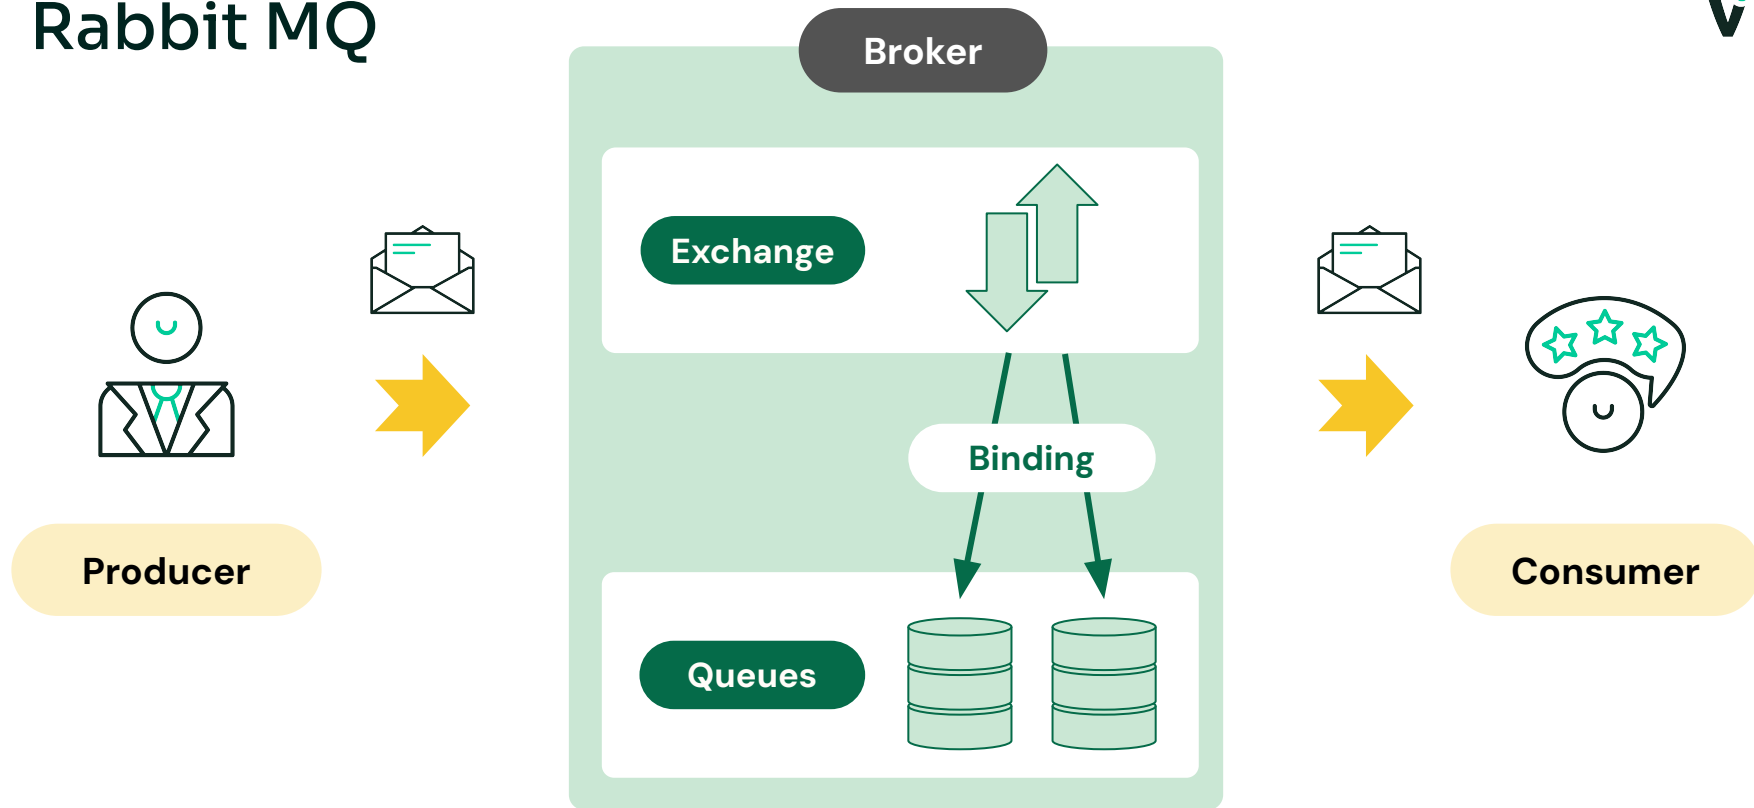 Rabbit MQ
Broker
Exchange
Binding
Producer
Consumer
Queues